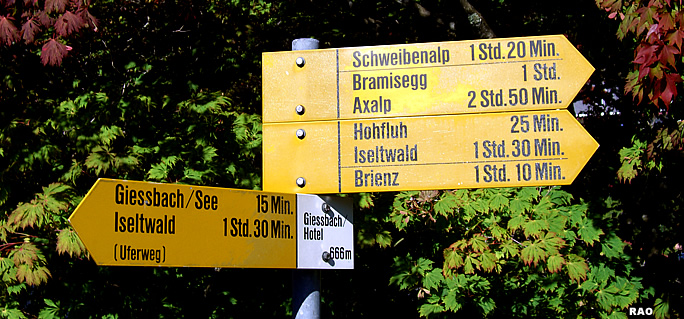 Schweibenalp 1 Std. 20 Min.
Bramisegg 1 Std.
Axalp 2 Std. 50 Min.
Hohfluh 25 Min.
Iseltwald 1 Std. 30 Min.
Brienz 1 Std. 10 Min.
Giessbach/See 15 Min.
Iseltwald 1 Std. 30 Min.
(Uferweg)
Giessbach/
Hotel
666m
RAO